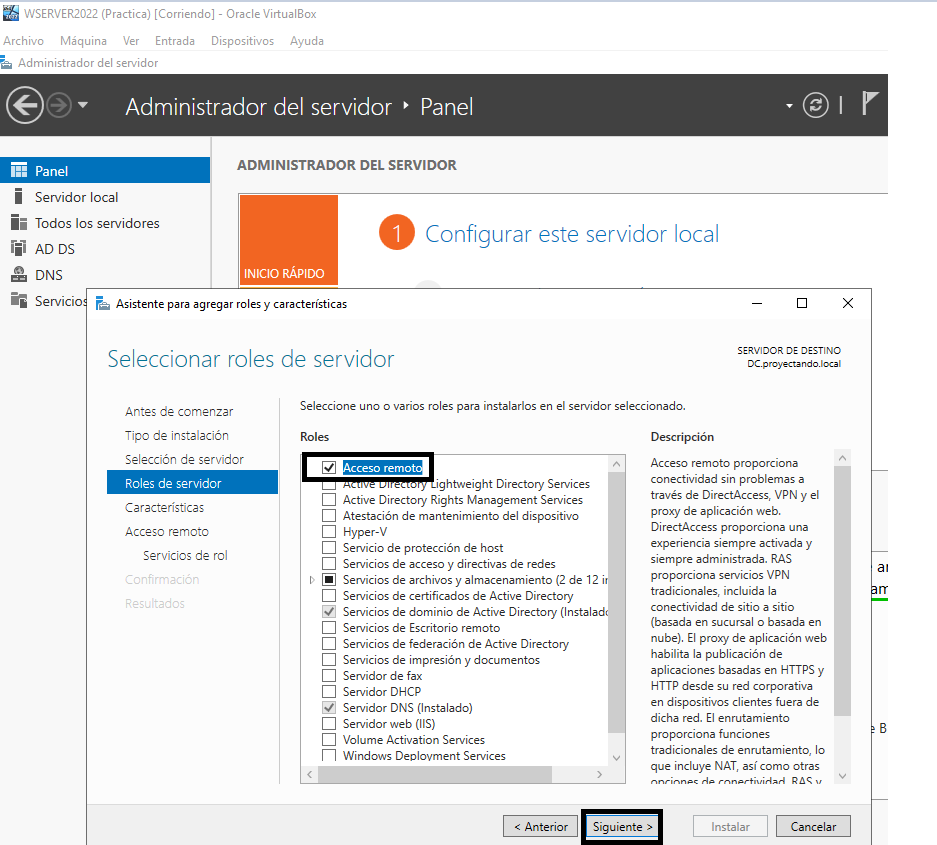 WSERVER2022 (Practica) [Corriendo] - Oracle VirtualBox
Archivo Máquina Ver Entrada Dispositivos Ayuda
Administrador del servidor
Administrador del servidor Panel
Panel
Servidor local
Todos los servidores
AD DS
DNS
Servicios
ADMINISTRADOR DEL SERVIDOR
INICIO RÁPIDO
1 Configurar este servidor local
Asistente para agregar roles y características
Seleccionar roles de servidor
SERVIDOR DE DESTINO
DC.proyectando.local
Antes de comenzar
Tipo de instalación
Selección de servidor
Roles de servidor
Características
Acceso remoto
Servicios de rol
Confirmación
Resultados
Seleccione uno o varios roles para instalarlos en el servidor seleccionado.
Roles
Acceso remoto
Active Directory Lightweight Directory Services
Active Directory Rights Management Services
Atestación de mantenimiento del dispositivo
Hyper-V
Servicio de protección de host
Servicios de acceso y directivas de redes
Servicios de archivos y almacenamiento (2 de 12 in
Servicios de certificados de Active Directory
Servicios de dominio de Active Directory (Instalado
Servicios de Escritorio remoto
Servicios de federación de Active Directory
Servicios de impresión y documentos
Servidor de fax
Servidor DHCP
Servidor DNS (Instalado)
Servidor web (IIS)
Volume Activation Services
Windows Deployment Services
Descripción
Acceso remoto proporciona
conectividad sin problemas a
través de DirectAccess, VPN y el
proxy de aplicación web.
DirectAccess proporciona una
experiencia siempre activada y
siempre administrada. RAS
proporciona servicios VPN
tradicionales, incluida la
conectividad de sitio a sitio
(basada en sucursal o basada en
nube). El proxy de aplicación web
habilita la publicación de
aplicaciones basadas en HTTPS y
HTTP desde su red corporativa
en dispositivos clientes fuera de
dicha red. El enrutamiento
proporciona funciones
tradicionales de enrutamiento, lo
que incluye NAT, así como otras
opciones de conectividad. RAS y
< Anterior Siguiente > Instalar Cancelar